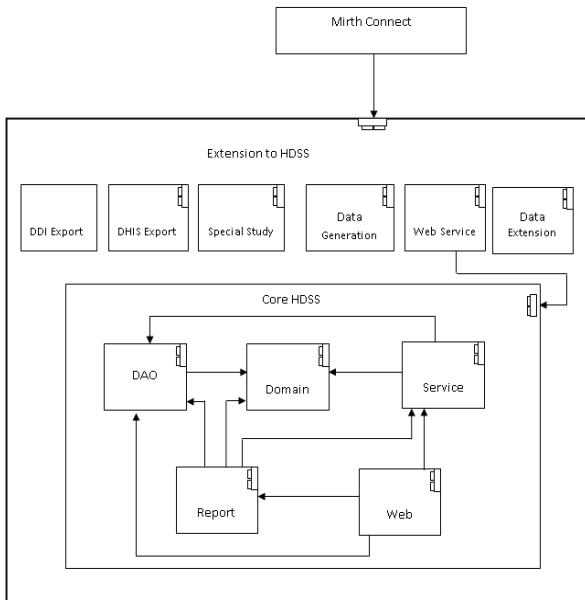 Mirth Connect
Extension to HDSS
DDI Export
DHIS Export
Special Study
Data
Generation
Web Service
Data
Extension
Core HDSS
DAO
Domain
Service
Report
Web